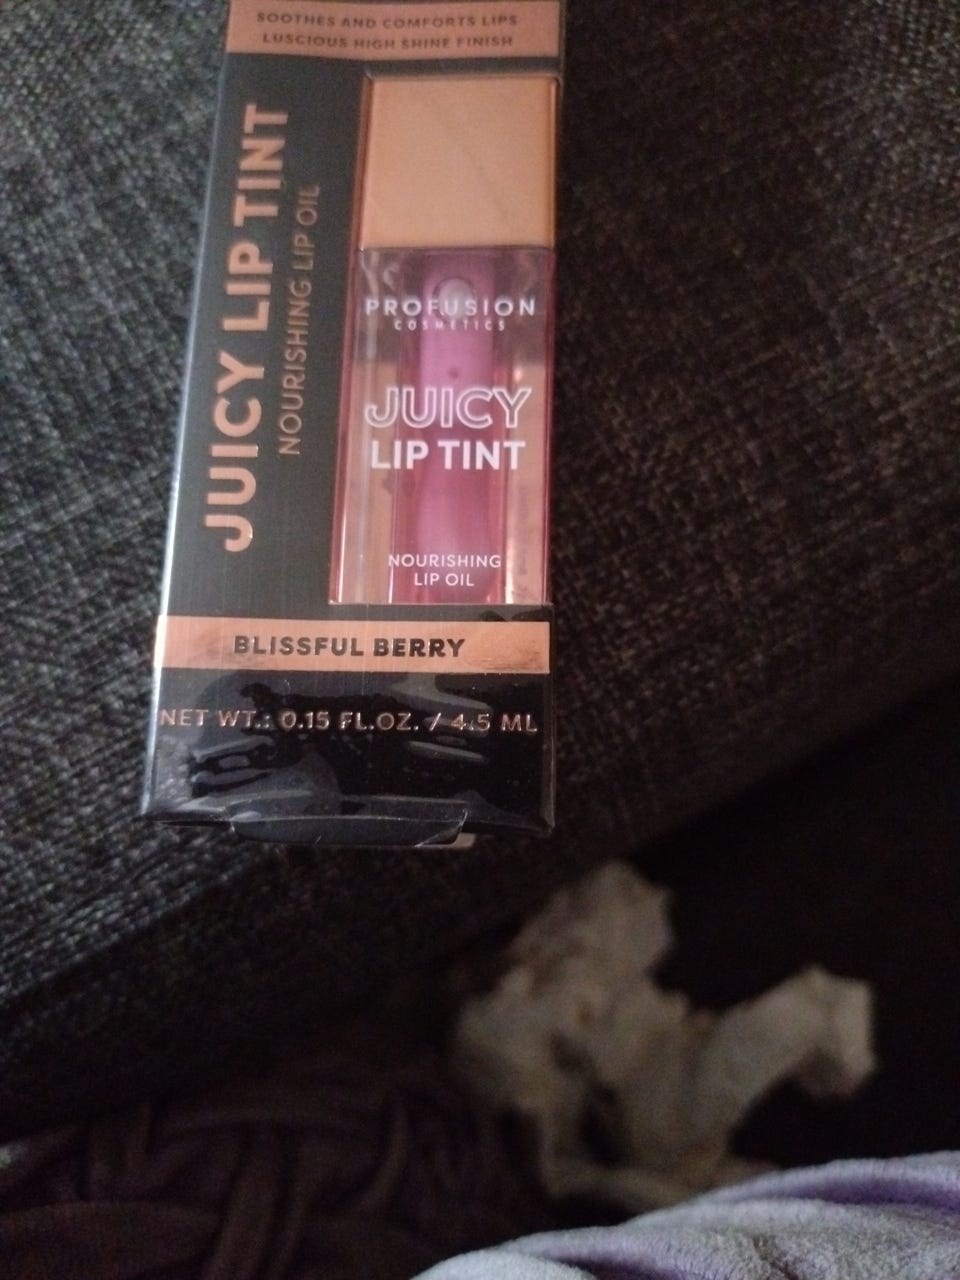 SOOTHES AND COMFORTS LIPS
LUSCIOUS HIGH SHINE FINISH
JUICY LIP TINT
NOURISHING LIP OIL
PROFUSION
COSMETICS
JUICY
LIP TINT
NOURISHING
LIP OIL
BLISSFUL BERRY
NET WT.: 0.15 FL.OZ. / 4.5 ML